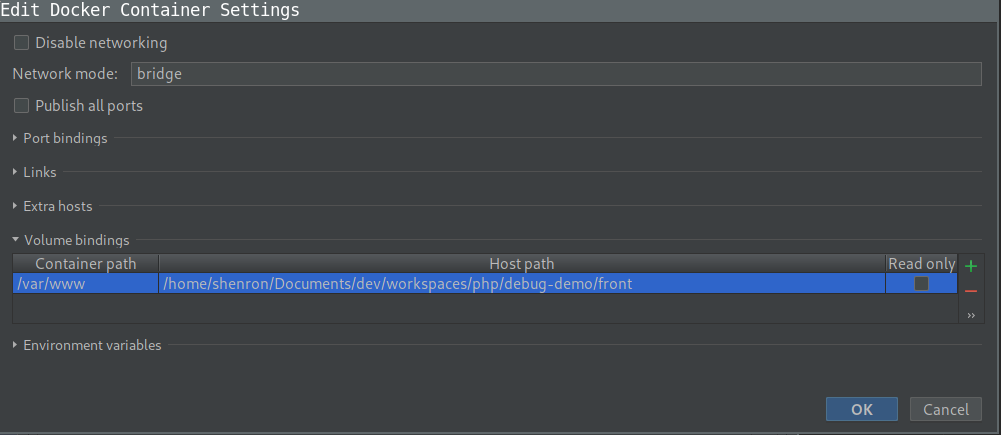 Edit Docker Container Settings
Disable networking
Network mode: bridge
Publish all ports
Port bindings
Links
Extra hosts
Volume bindings
Container path Host path Read only
/var/www /home/shenron/Documents/dev/workspaces/php/debug-demo/front
Environment variables
OK Cancel